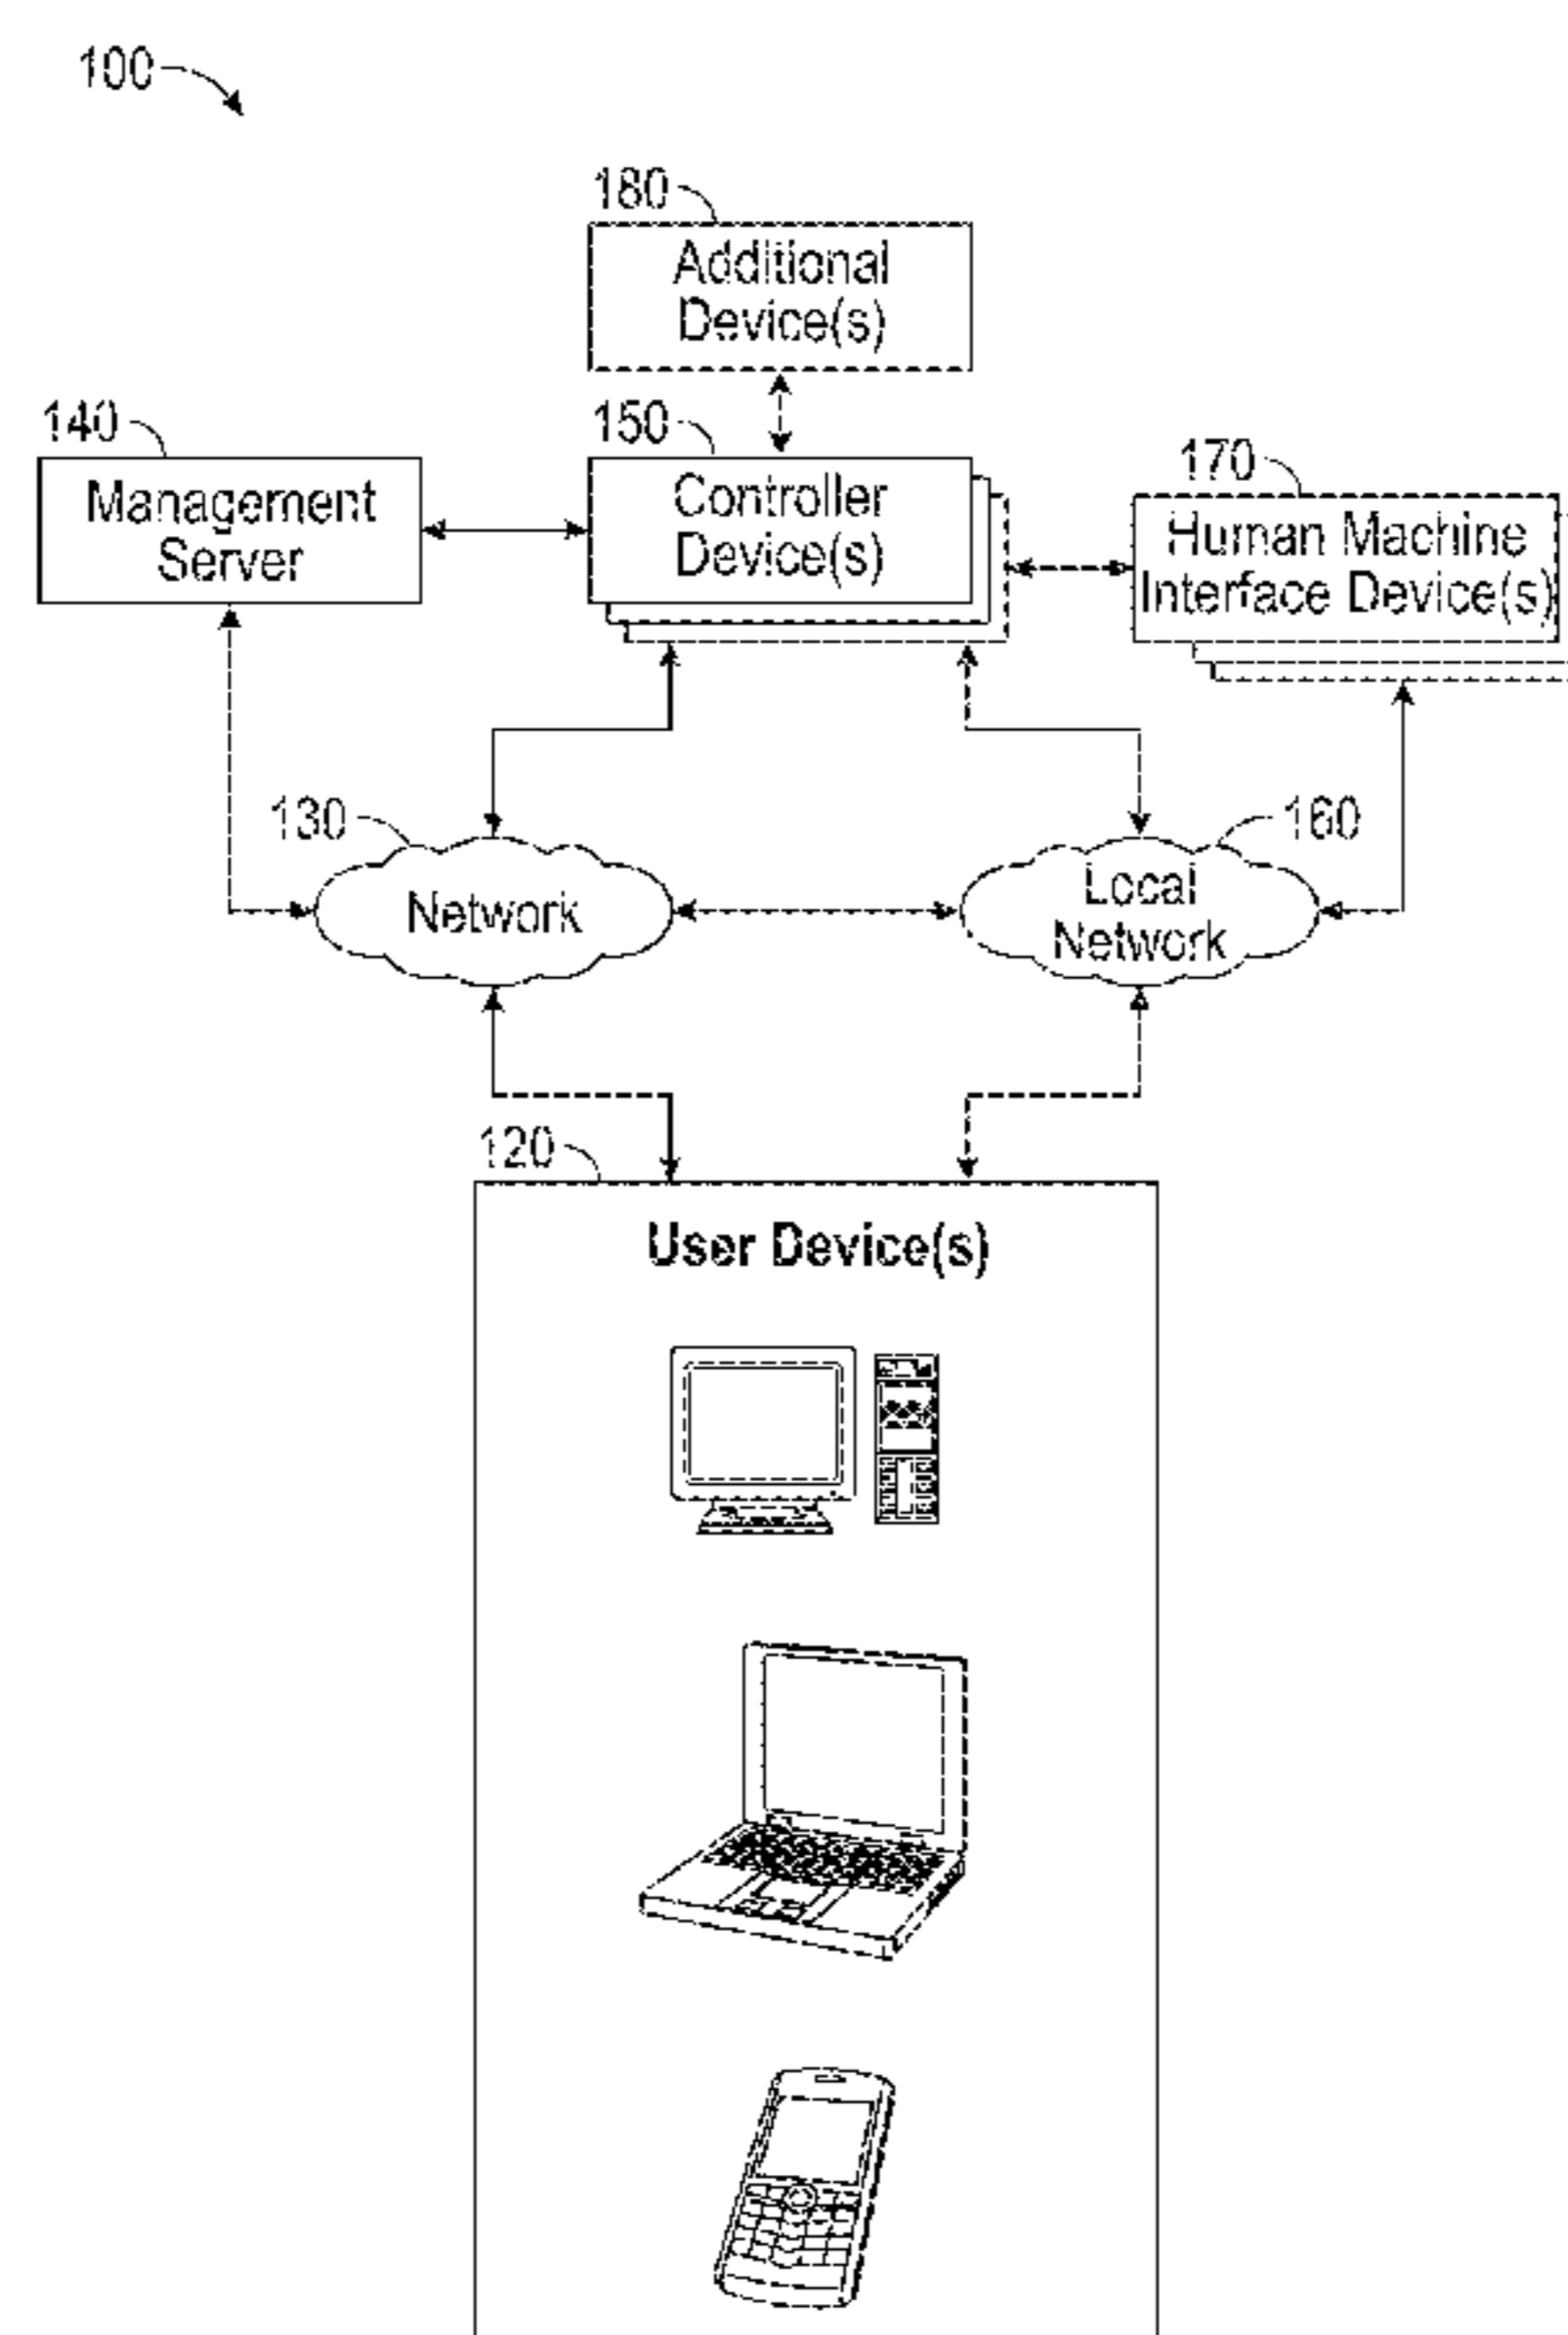 100
180
Additional
Device(s)
140
150
170
Management
Server
Controller
Device(s)
Human Machine
Interface Device(s)
130
160
Network
Local
Network
120
User Device(s)